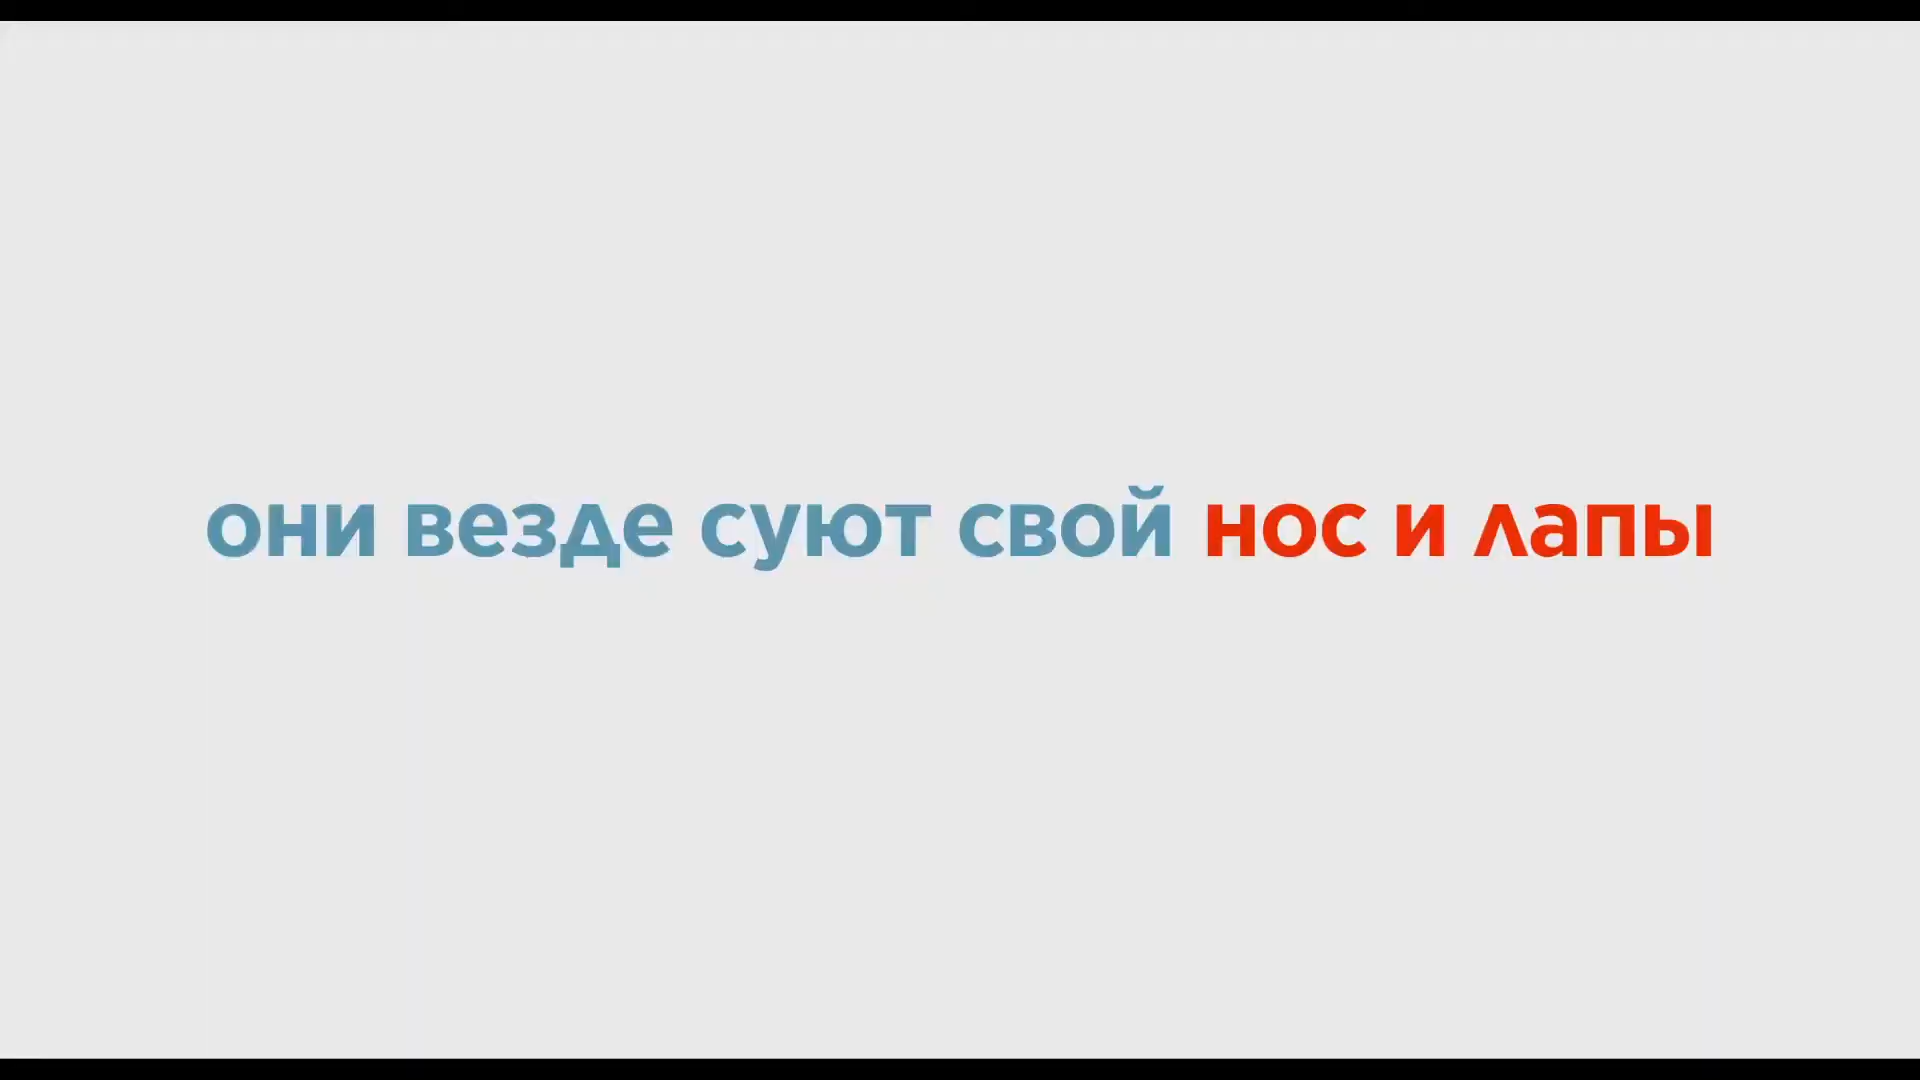 они везде суют свой нос и лапы